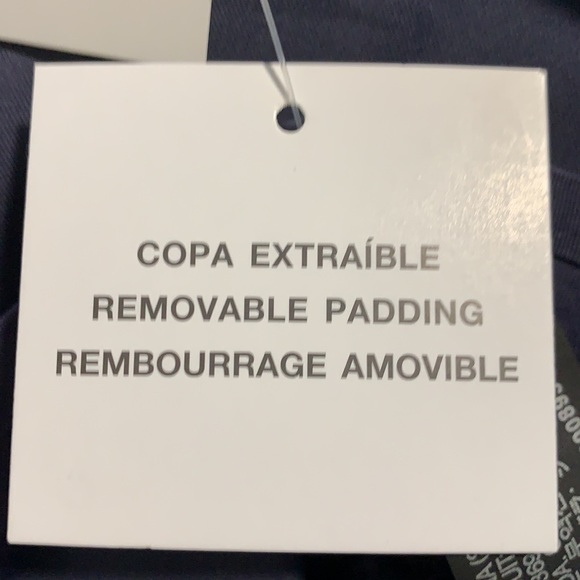 COPA EXTRAÍBLE
REMOVABLE PADDING
REMBOURRAGE AMOVIBLE